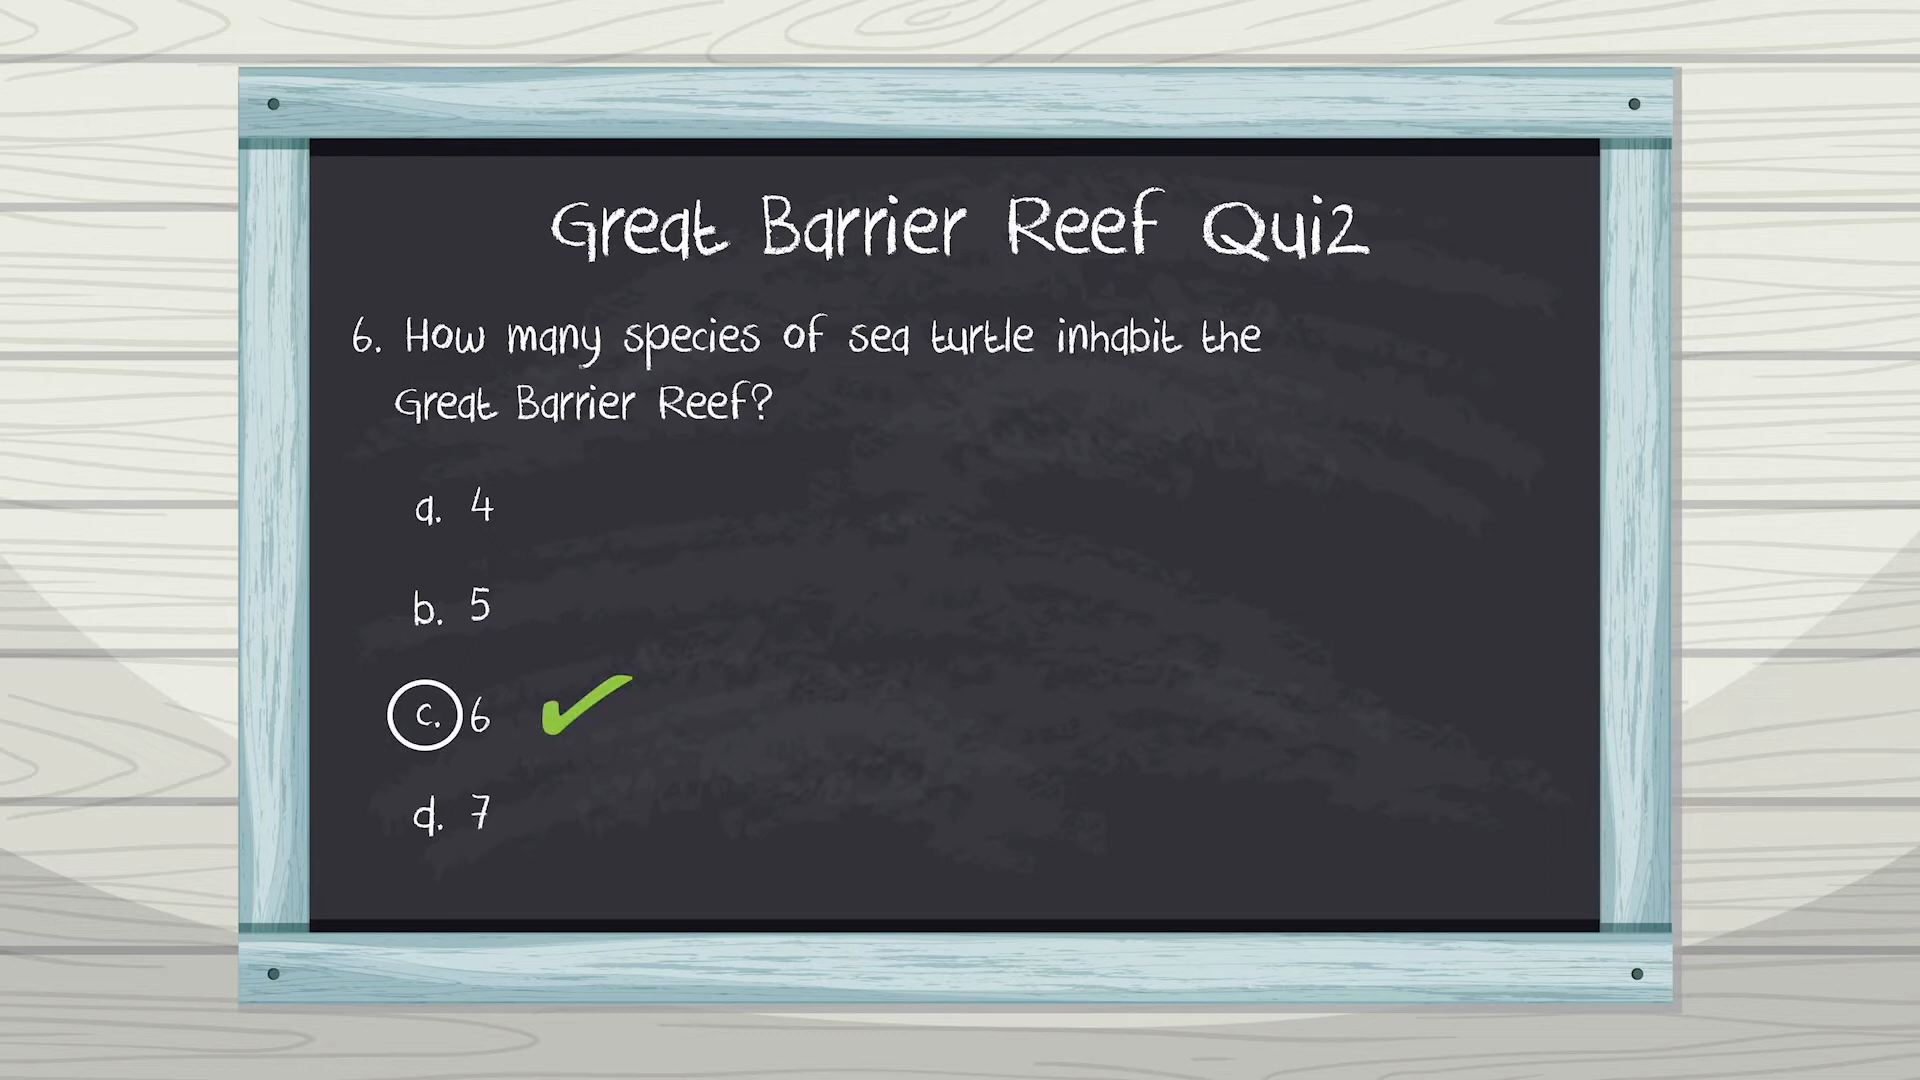 Great Barrier Reef Quiz
6. How many species of sea turtle inhabit the
Great Barrier Reef?
a. 4
b. 5
c. 6
d. 7